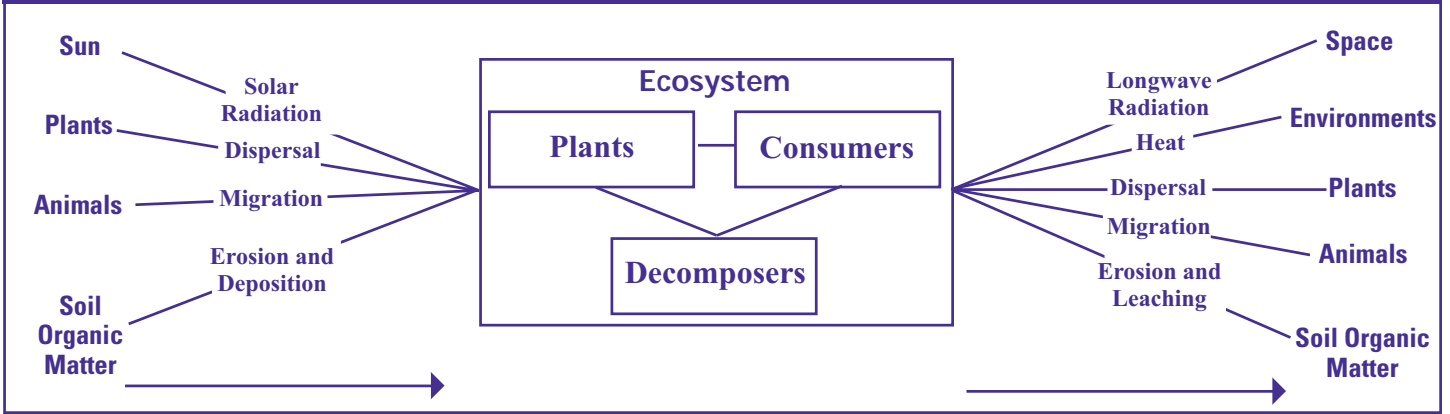 Sun
Solar
Radiation
Plants
Dispersal
Animals
Migration
Erosion and
Deposition
Soil
Organic
Matter
Ecosystem
Plants
Consumers
Decomposers
Space
Longwave
Radiation
Environments
Heat
Dispersal
Plants
Migration
Animals
Erosion and
Leaching
Soil Organic
Matter